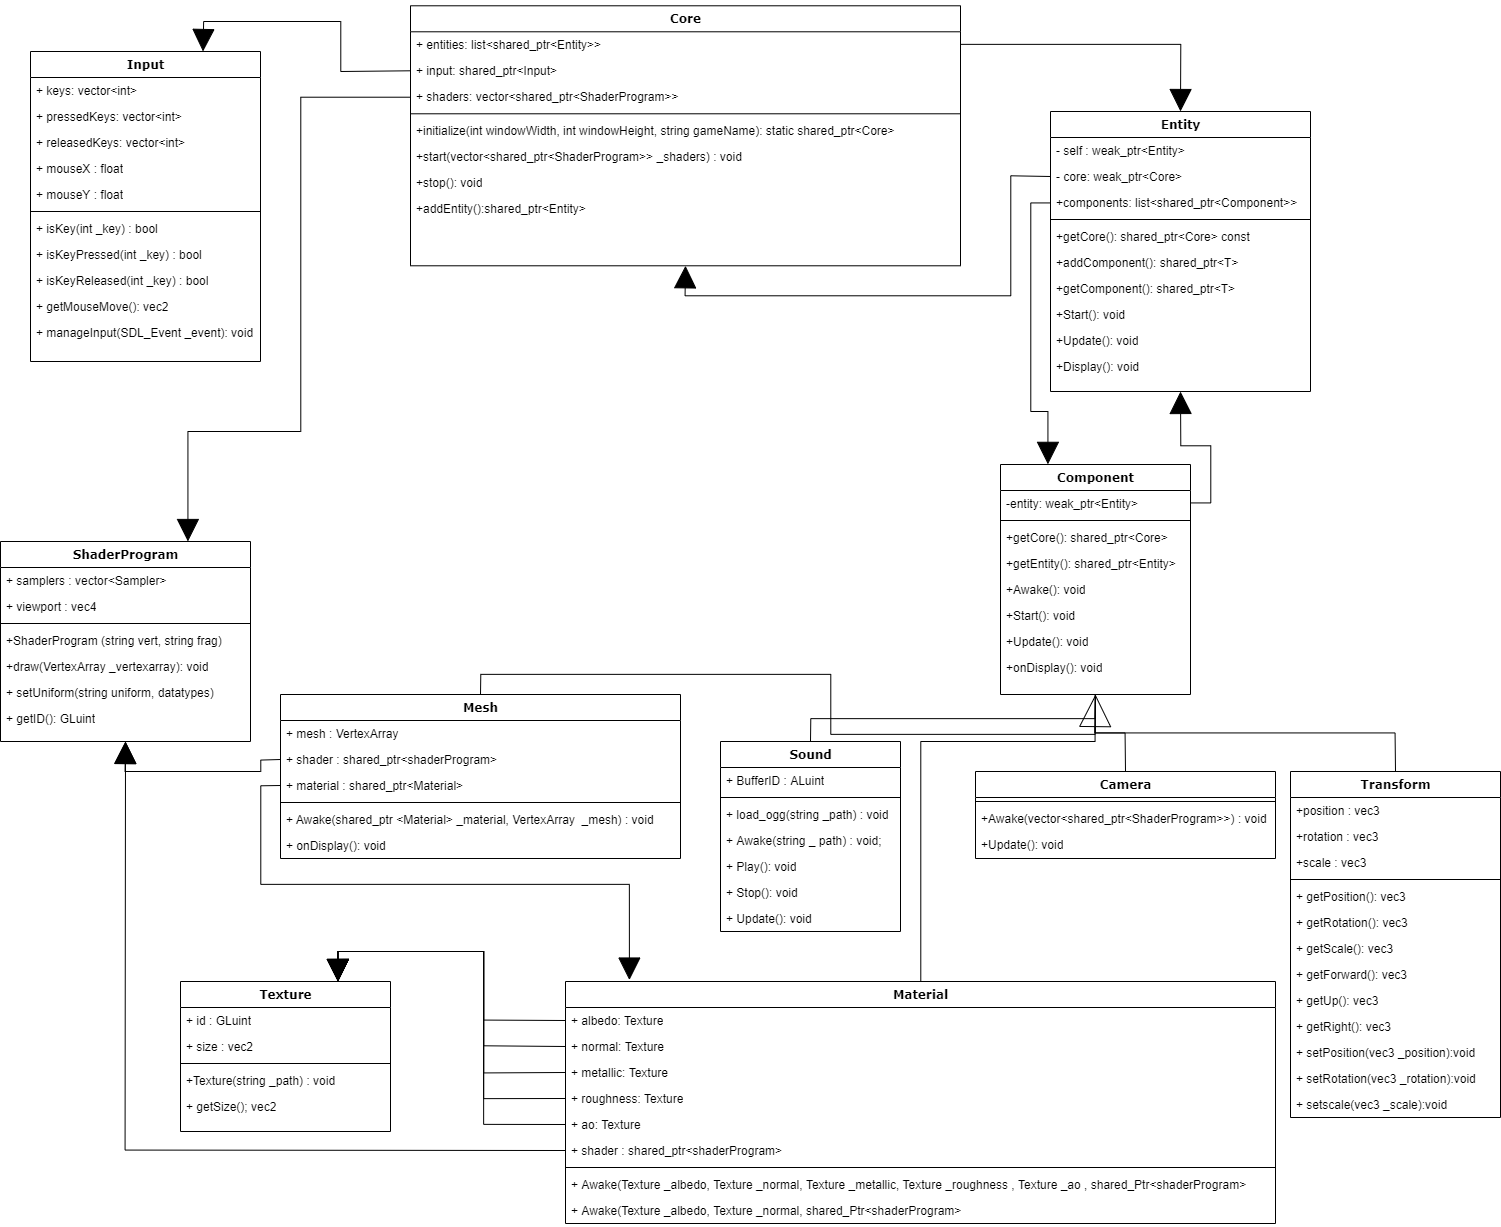 Core
+ entities: list<shared_ptr<Entity>>
+ input: shared_ptr<Input>
+ shaders: vector<shared_ptr<ShaderProgram>>
+initialize(int windowWidth, int windowHeight, string gameName): static shared_ptr<Core>
+start(vector<shared_ptr<ShaderProgram>> _shaders) : void
+stop(): void
+addEntity():shared_ptr<Entity>
Input
+ keys: vector<int>
+ pressedKeys: vector<int>
+ releasedKeys: vector<int>
+ mouseX : float
+ mouseY : float
+ isKey(int _key) : bool
+ isKeyPressed(int _key) : bool
+ isKeyReleased(int _key) : bool
+ getMouseMove(): vec2
+ manageInput(SDL_Event _event): void
Entity
- self : weak_ptr<Entity>
- core: weak_ptr<Core>
+components: list<shared_ptr<Component>>
+getCore(): shared_ptr<Core> const
+addComponent(): shared_ptr<T>
+getComponent(): shared_ptr<T>
+Start(): void
+Update(): void
+Display(): void
Component
-entity: weak_ptr<Entity>
+getCore(): shared_ptr<Core>
+getEntity(): shared_ptr<Entity>
+Awake(): void
+Start(): void
+Update(): void
+onDisplay(): void
ShaderProgram
+ samplers : vector<Sampler>
+ viewport : vec4
+ShaderProgram (string vert, string frag)
+draw(VertexArray _vertexarray): void
+ setUniform(string uniform, datatypes)
+ getID(): GLuint
Mesh
+ mesh : VertexArray
+ shader : shared_ptr<shaderProgram>
+ material : shared_ptr<Material>
+ Awake(shared_ptr <Material> _material, VertexArray  _mesh) : void
+ onDisplay(): void
Sound
+ BufferID : ALuint
+ load_ogg(string _path) : void
+ Awake(string _ path) : void;
+ Play(): void
+ Stop(): void
+ Update(): void
Camera
+Awake(vector<shared_ptr<ShaderProgram>>) : void
+Update(): void
Transform
+position : vec3
+rotation : vec3
+scale : vec3
+ getPosition(): vec3
+ getRotation(): vec3
+ getScale(): vec3
+ getForward(): vec3
+ getUp(): vec3
+ getRight(): vec3
+ setPosition(vec3 _position):void
+ setRotation(vec3 _rotation):void
+ setscale(vec3 _scale):void
Texture
+ id : GLuint
+ size : vec2
+Texture(string _path) : void
+ getSize(); vec2
Material
+ albedo: Texture
+ normal: Texture
+ metallic: Texture
+ roughness: Texture
+ ao: Texture
+ shader : shared_ptr<shaderProgram>
+ Awake(Texture _albedo, Texture _normal, Texture _metallic, Texture _roughness , Texture _ao , shared_Ptr<shaderProgram>
+ Awake(Texture _albedo, Texture _normal, shared_Ptr<shaderProgram>